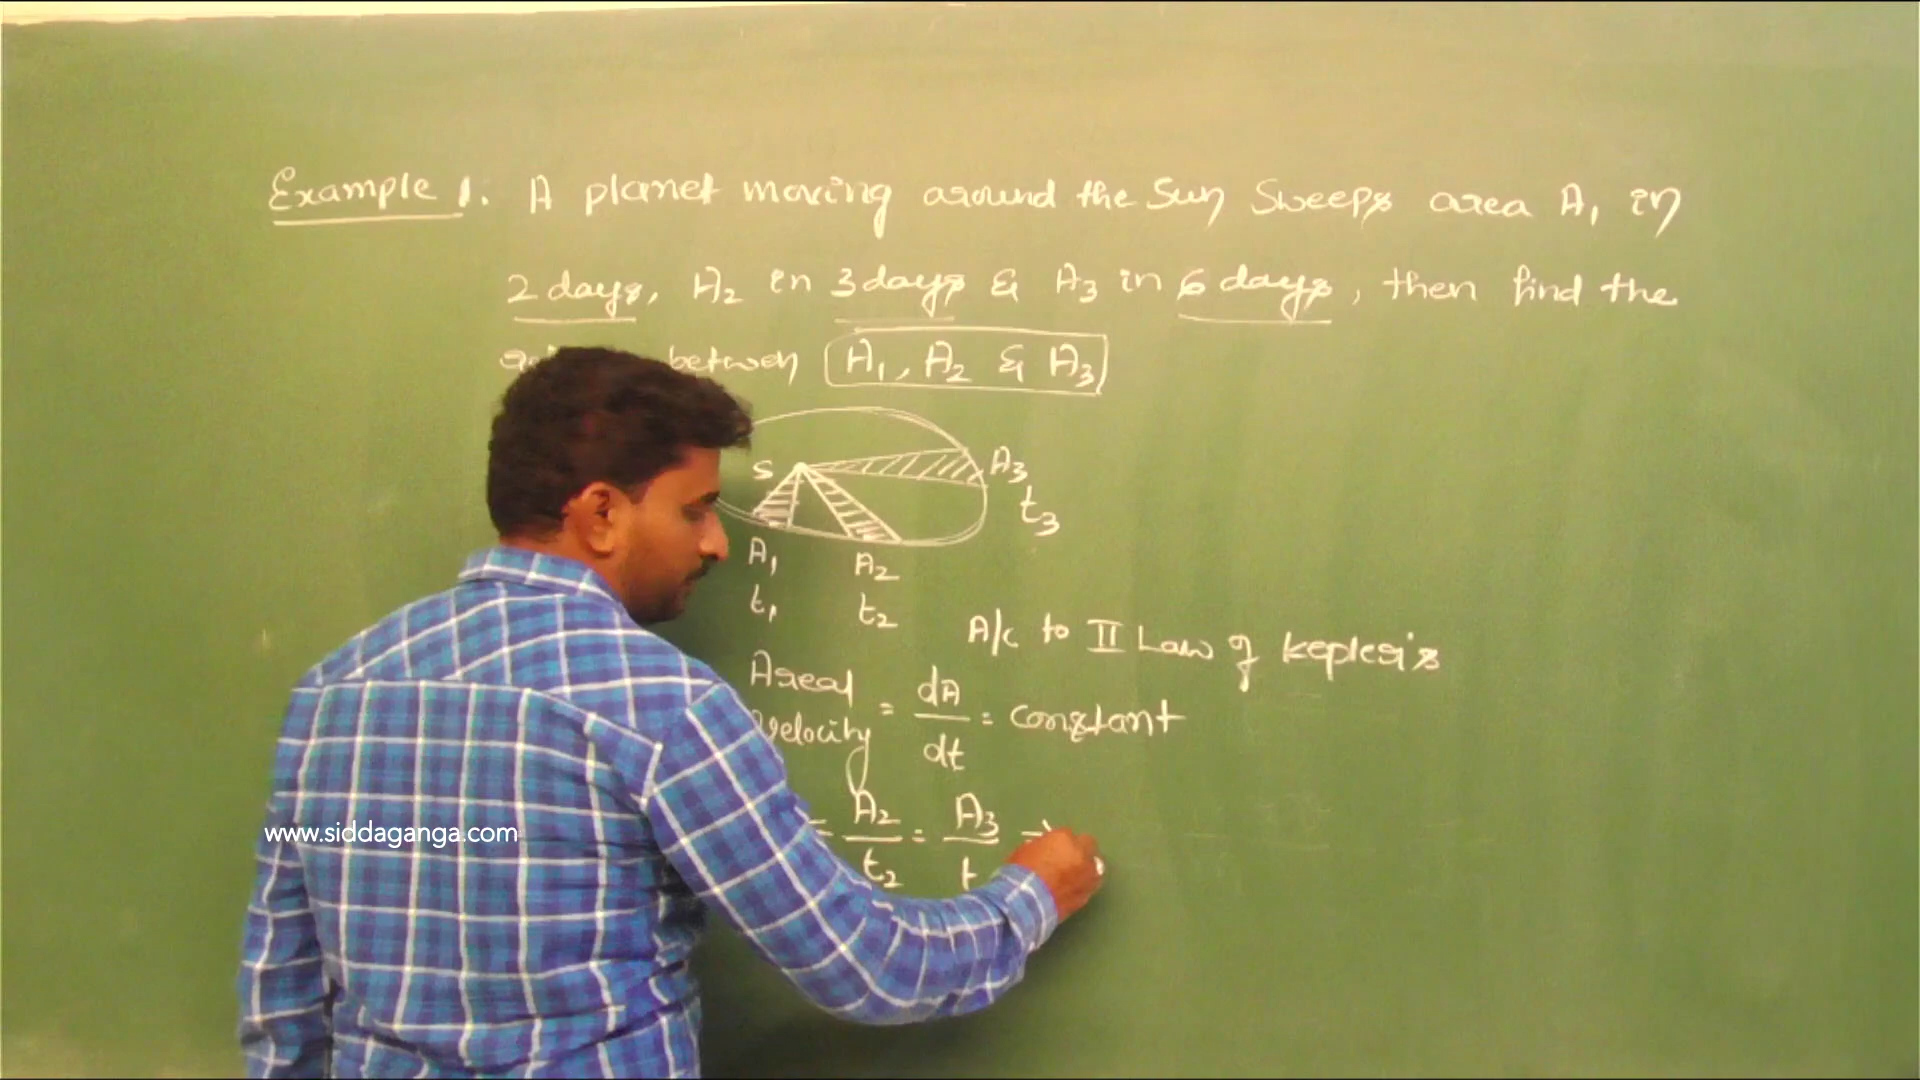 Example 1. A planet moving around the Sun Sweeps area A₁ in
2 days, A₂ in 3 days & A₃ in 6 days, then find the
between A₁, A₂ & A₃
S
A₃
t₃
A₁ A₂
t₁ t₂
A/c to II Law of Kepler's
Areal velocity = dA/dt = constant
= A₂/t₂ = A₃/t
www.siddaganga.com